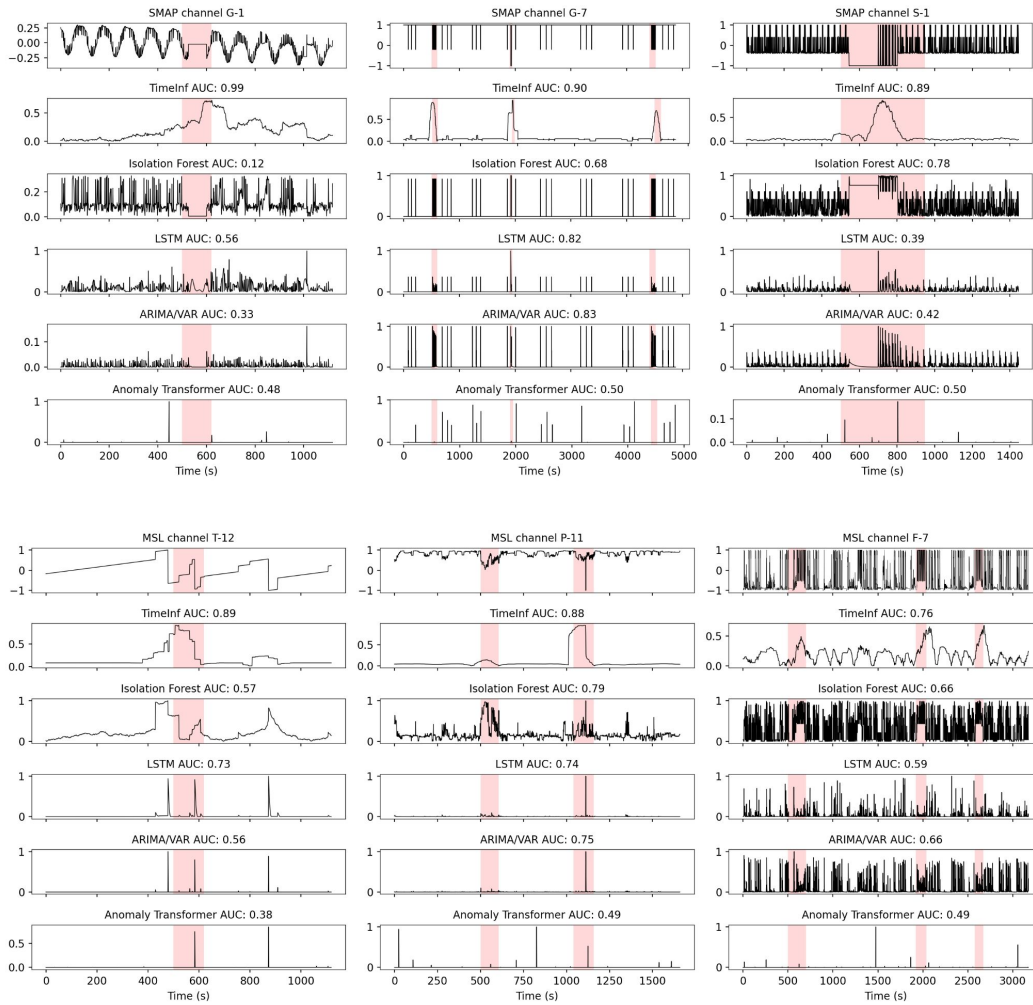 SMAP channel G-1
0.25
0.00
−0.25
TimeInf AUC: 0.99
0.5
0.0
Isolation Forest AUC: 0.12
0.2
0.0
LSTM AUC: 0.56
1
0
ARIMA/VAR AUC: 0.33
0.1
0.0
Anomaly Transformer AUC: 0.48
1
0
0 200 400 600 800 1000
Time (s)
SMAP channel G-7
1
0
−1
TimeInf AUC: 0.90
0.5
0.0
Isolation Forest AUC: 0.68
1
0
LSTM AUC: 0.82
1
0
ARIMA/VAR AUC: 0.83
1
0
Anomaly Transformer AUC: 0.50
1
0
0 1000 2000 3000 4000 5000
Time (s)
SMAP channel S-1
1
0
−1
TimeInf AUC: 0.89
0.5
0.0
Isolation Forest AUC: 0.78
1
0
LSTM AUC: 0.39
1
0
ARIMA/VAR AUC: 0.42
1
0
Anomaly Transformer AUC: 0.50
0.1
0.0
0 200 400 600 800 1000 1200 1400
Time (s)
MSL channel T-12
1
0
−1
TimeInf AUC: 0.89
0.5
0.0
Isolation Forest AUC: 0.57
1
0
LSTM AUC: 0.73
1
0
ARIMA/VAR AUC: 0.56
1
0
Anomaly Transformer AUC: 0.38
0.5
0.0
0 200 400 600 800 1000
Time (s)
MSL channel P-11
1
0
−1
TimeInf AUC: 0.88
0.5
0.0
Isolation Forest AUC: 0.79
1
0
LSTM AUC: 0.74
1
0
ARIMA/VAR AUC: 0.75
1
0
Anomaly Transformer AUC: 0.49
1
0
0 250 500 750 1000 1250 1500
Time (s)
MSL channel F-7
1
0
−1
TimeInf AUC: 0.76
0.5
0.0
Isolation Forest AUC: 0.66
1
0
LSTM AUC: 0.59
1
0
ARIMA/VAR AUC: 0.66
1
0
Anomaly Transformer AUC: 0.49
1
0
0 500 1000 1500 2000 2500 3000
Time (s)